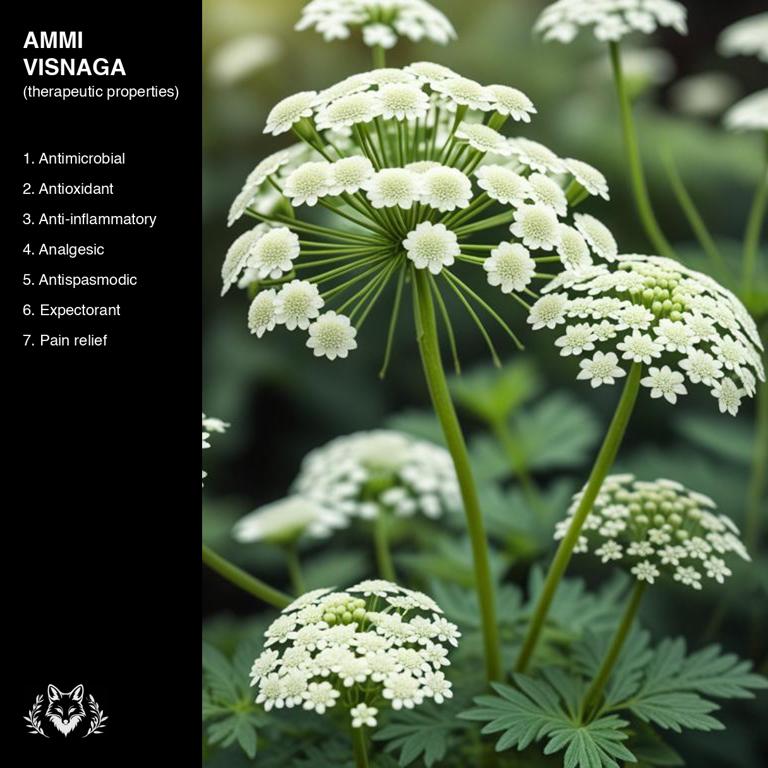 AMMI
VISNAGA
(therapeutic properties)
1. Antimicrobial
2. Antioxidant
3. Anti-inflammatory
4. Analgesic
5. Antispasmodic
6. Expectorant
7. Pain relief